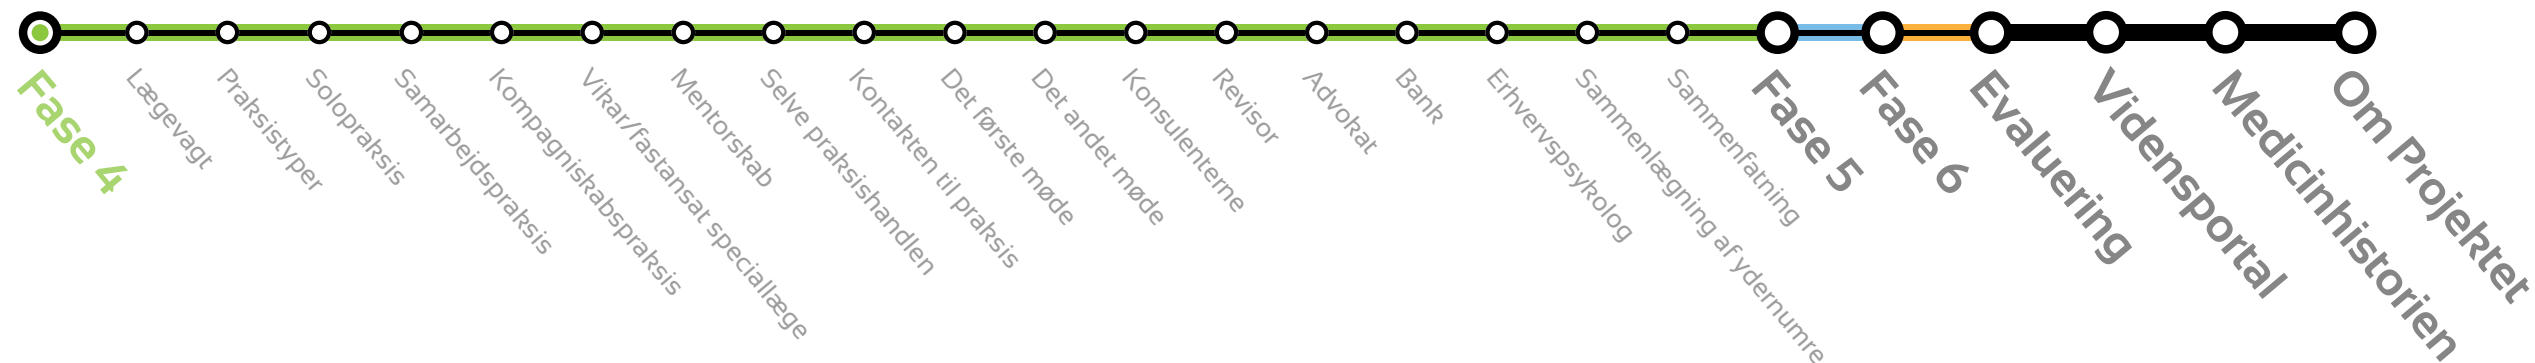 Fase 4
Lægevagt
Praksistyper
Solopraksis
Samarbejdspraksis
Kompagniskabspraksis
Vikar/fastansat speciallæge
Mentorskab
Selve praksishandlen
Kontakten til praksis
Det første møde
Det andet møde
Konsulenterne
Revisor
Advokat
Bank
Erhvervspsykolog
Sammenlægning af ydernumre
Sammenfatning
Fase 5
Fase 6
Evaluering
Vidensportal
Medicinhistorien
Om Projektet